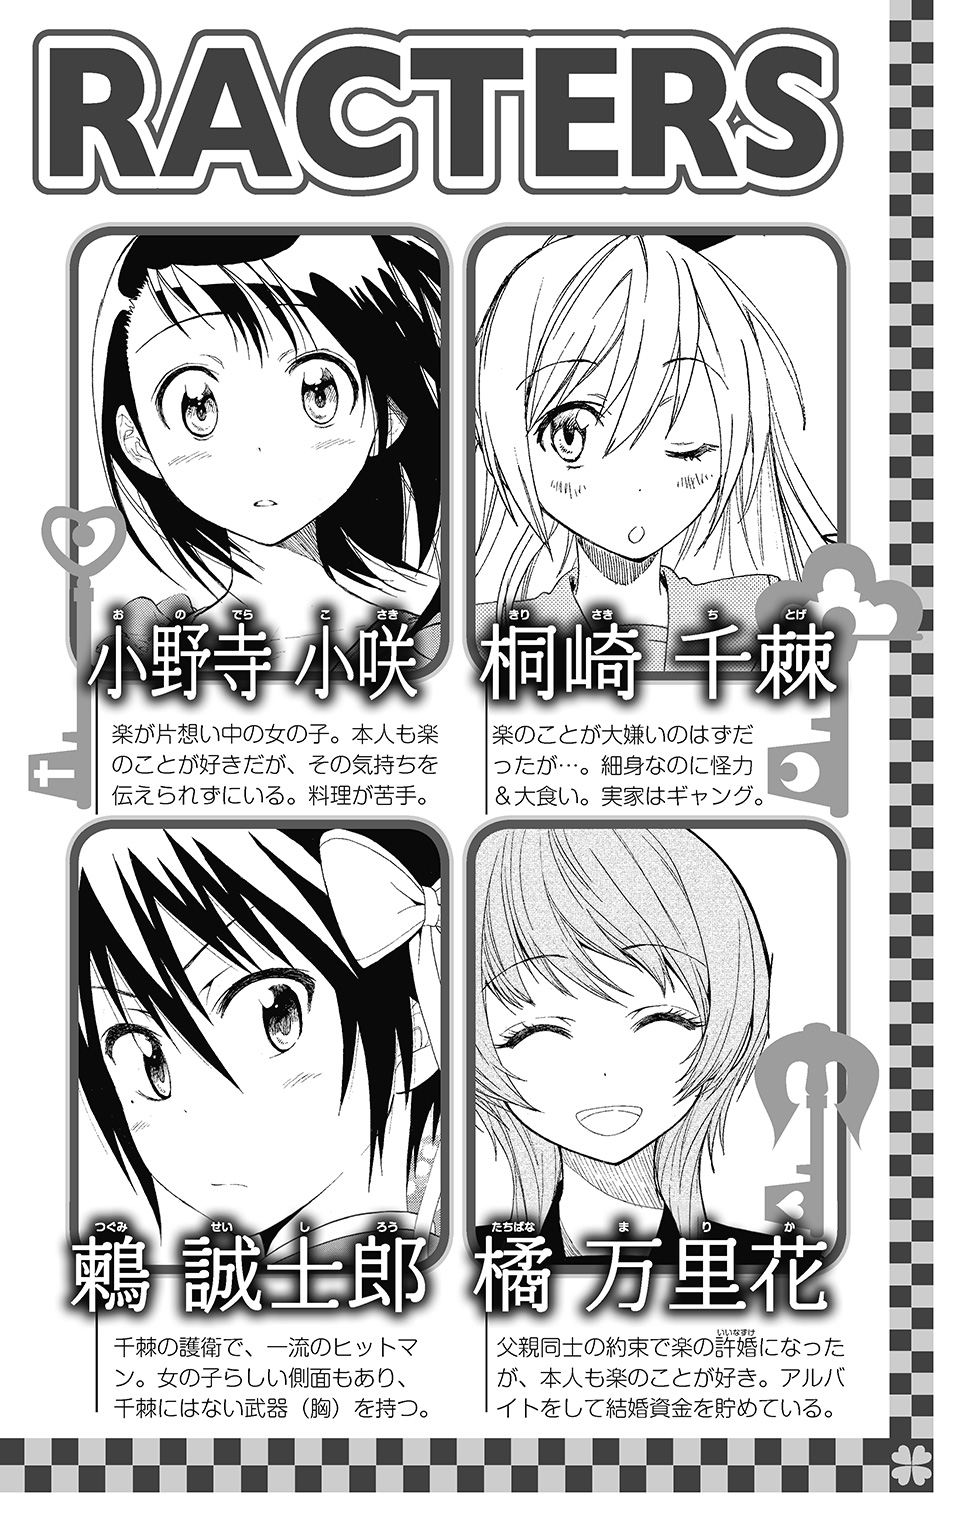 RACTERS
おのでら こさき
小野寺 小咲
楽が片想い中の女の子。本人も楽
のことが好きだが、その気持ちを
伝えられずにいる。料理が苦手。
きりさき ちとげ
桐崎 千棘
楽のことが大嫌いのはずだ
ったが…。細身なのに怪力
＆大食い。実家はギャング。
つぐみ せいしろう
鶫 誠士郎
千棘の護衛で、一流のヒットマ
ン。女の子らしい側面もあり、
千棘にはない武器（胸）を持つ。
たちばな まりか
橘 万里花
いいなずけ
父親同士の約束で楽の許婚になった
が、本人も楽のことが好き。アルバ
イトをして結婚資金を貯めている。